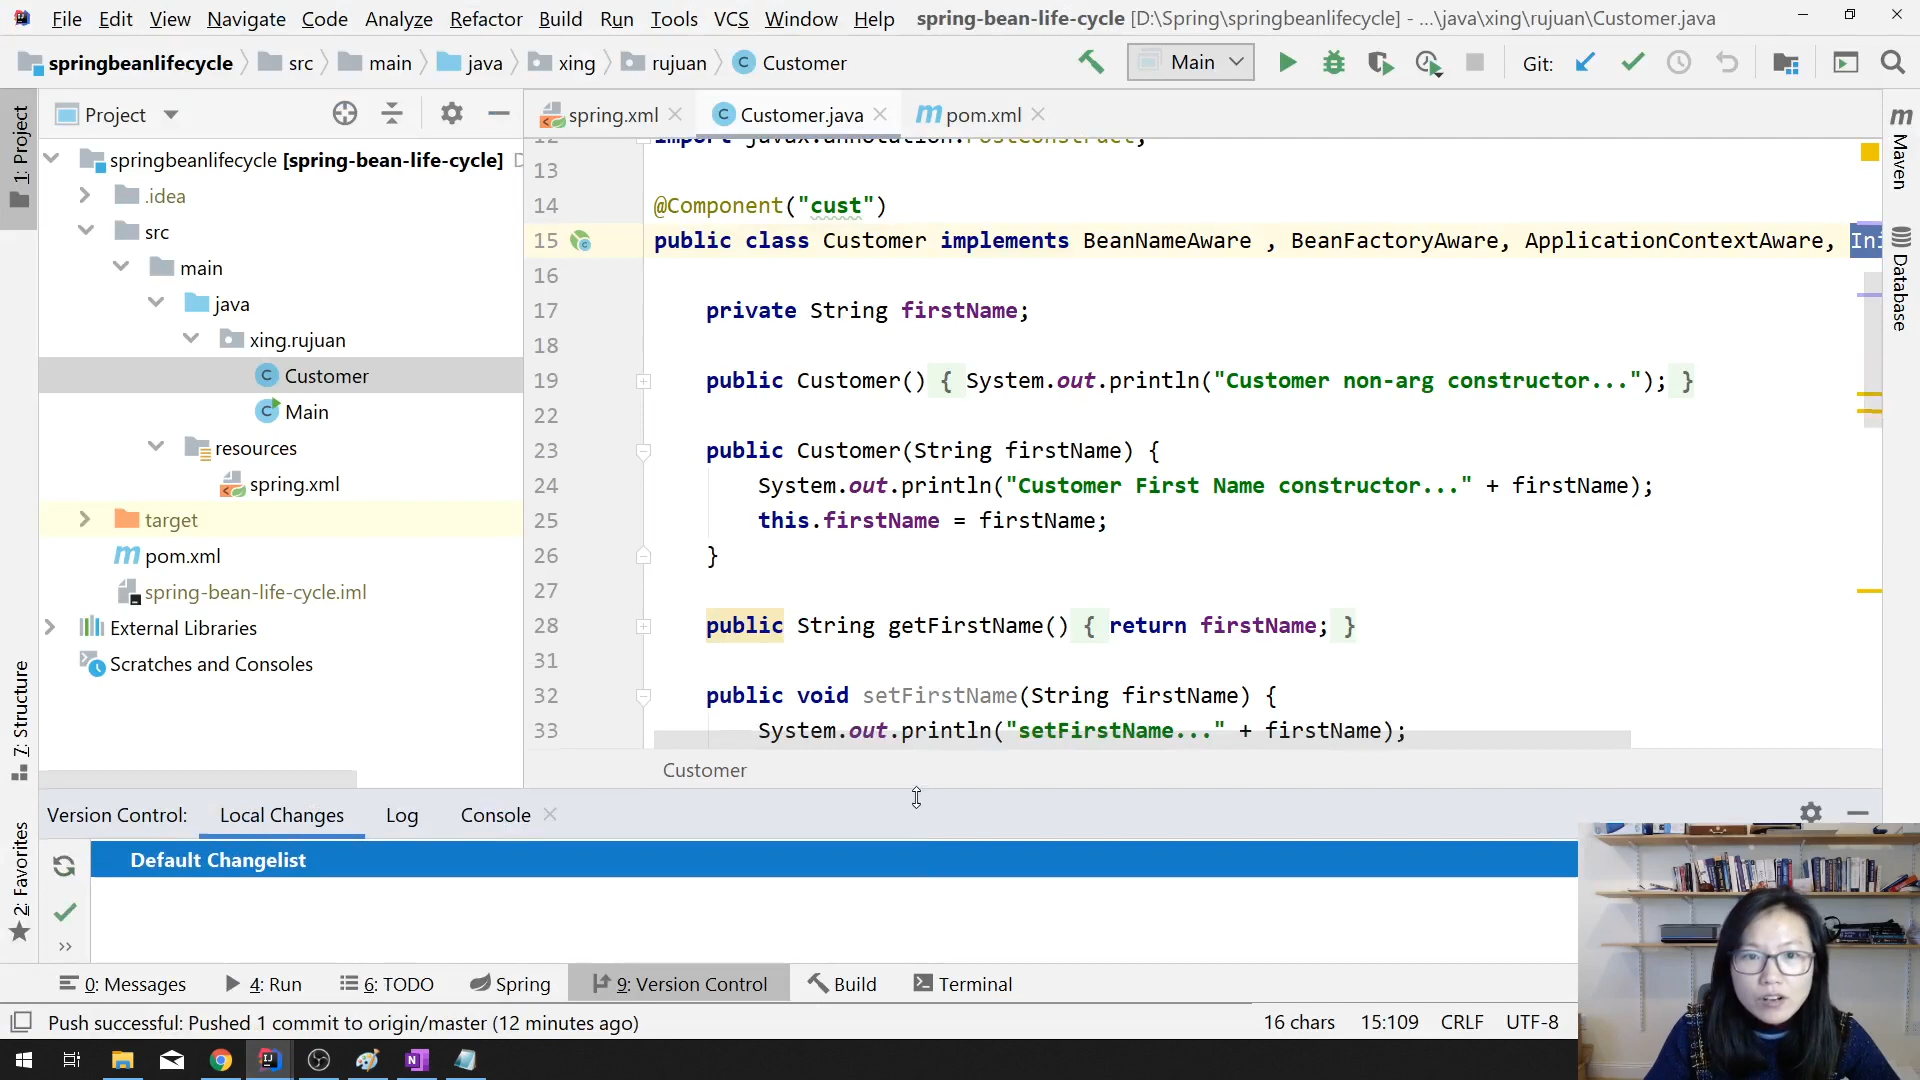 File Edit View Navigate Code Analyze Refactor Build Run Tools VCS Window Help spring-bean-life-cycle [D:\Spring\springbeanlifecycle] - ...\java\xing\rujuan\Customer.java
springbeanlifecycle src main java xing rujuan Customer Main Git:
1: Project
Project
springbeanlifecycle [spring-bean-life-cycle]
.idea
src
main
java
xing.rujuan
Customer
Main
resources
spring.xml
target
pom.xml
spring-bean-life-cycle.iml
External Libraries
Scratches and Consoles
7: Structure
2: Favorites
spring.xml Customer.java pom.xml
13
14 @Component("cust")
15 public class Customer implements BeanNameAware , BeanFactoryAware, ApplicationContextAware, Ini
16
17 private String firstName;
18
19 public Customer() { System.out.println("Customer non-arg constructor..."); }
22
23 public Customer(String firstName) {
24 System.out.println("Customer First Name constructor..." + firstName);
25 this.firstName = firstName;
26 }
27
28 public String getFirstName() { return firstName; }
31
32 public void setFirstName(String firstName) {
33 System.out.println("setFirstName..." + firstName);
Customer
Maven
Database
Version Control: Local Changes Log Console
Default Changelist
0: Messages 4: Run 6: TODO Spring 9: Version Control Build Terminal
Push successful: Pushed 1 commit to origin/master (12 minutes ago) 16 chars 15:109 CRLF UTF-8